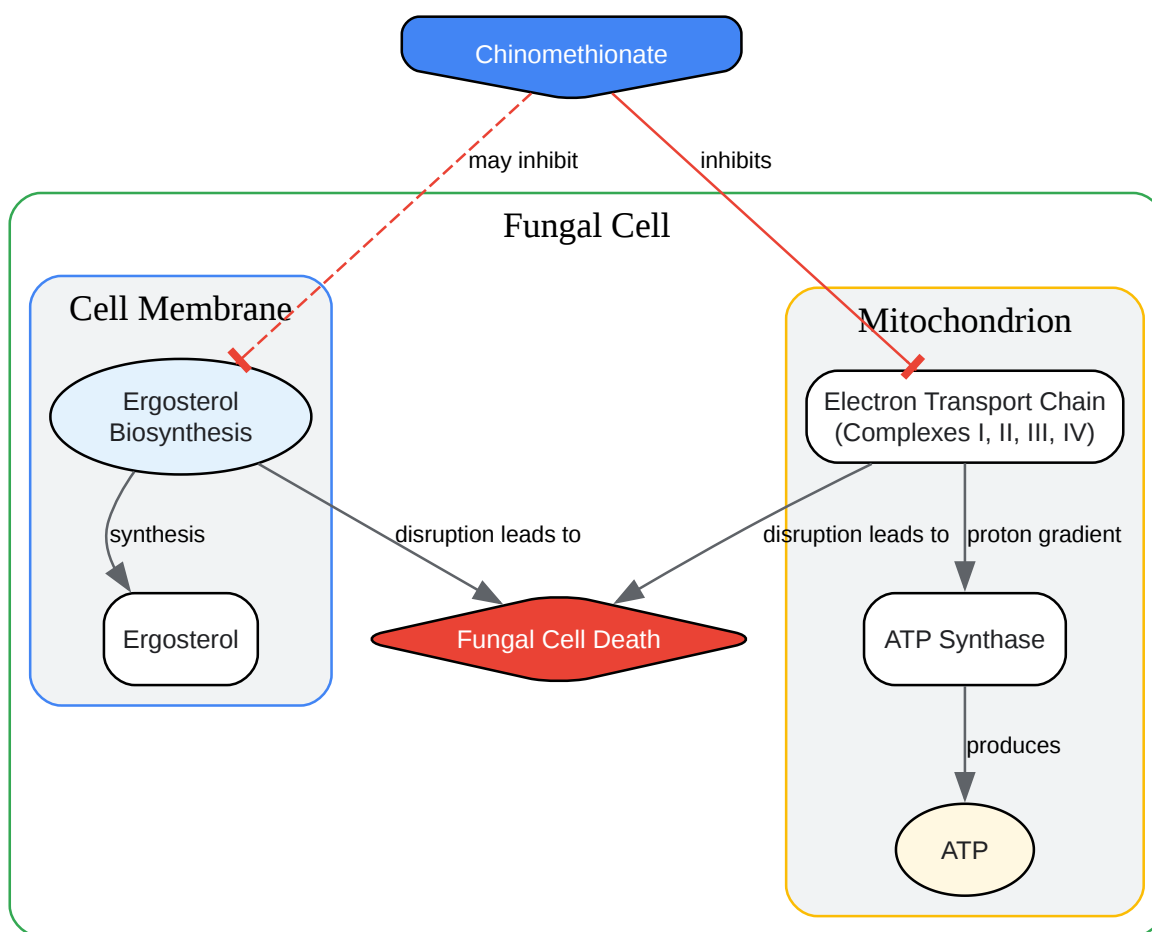 Chinomethionate
may inhibit
inhibits
Fungal Cell
Cell Membrane
Mitochondrion
Ergosterol
Biosynthesis
Electron Transport Chain
(Complexes I, II, III, IV)
synthesis
disruption leads to
disruption leads to
proton gradient
Ergosterol
Fungal Cell Death
ATP Synthase
produces
ATP